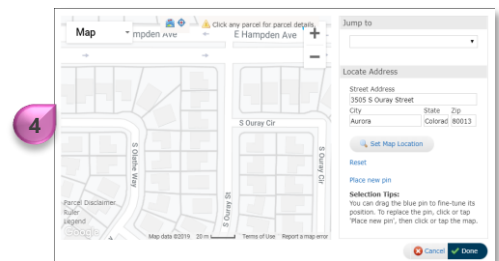 4
Map
Click any parcel for parcel details
mpden Ave
E Hampden Ave
+
−
S Ouray Cir
S Olathe Way
S Ouray Cir
S Ouray St
Parcel Disclaimer
Ruler
Legend
Google
Map data ©2019 20 m Terms of Use Report a map error
Jump to
Locate Address
Street Address
3505 S Ouray Street
City State Zip
Aurora Colorad 80013
Set Map Location
Reset
Place new pin
Selection Tips:
You can drag the blue pin to fine-tune its
position. To replace the pin, click or tap
'Place new pin', then click or tap the map.
Cancel Done